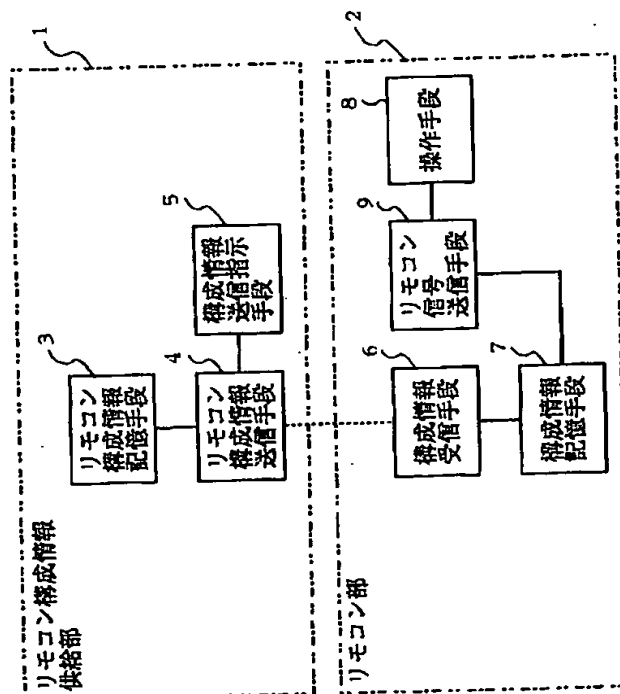 リモコン構成情報
供給部
1
リモコン
構成情報
記憶手段
3
リモコン
構成情報
送信手段
4
構成情報
送信指示
手段
5
リモコン部
2
構成情報
受信手段
6
構成情報
記憶手段
7
リモコン
信号
送信手段
9
操作手段
8